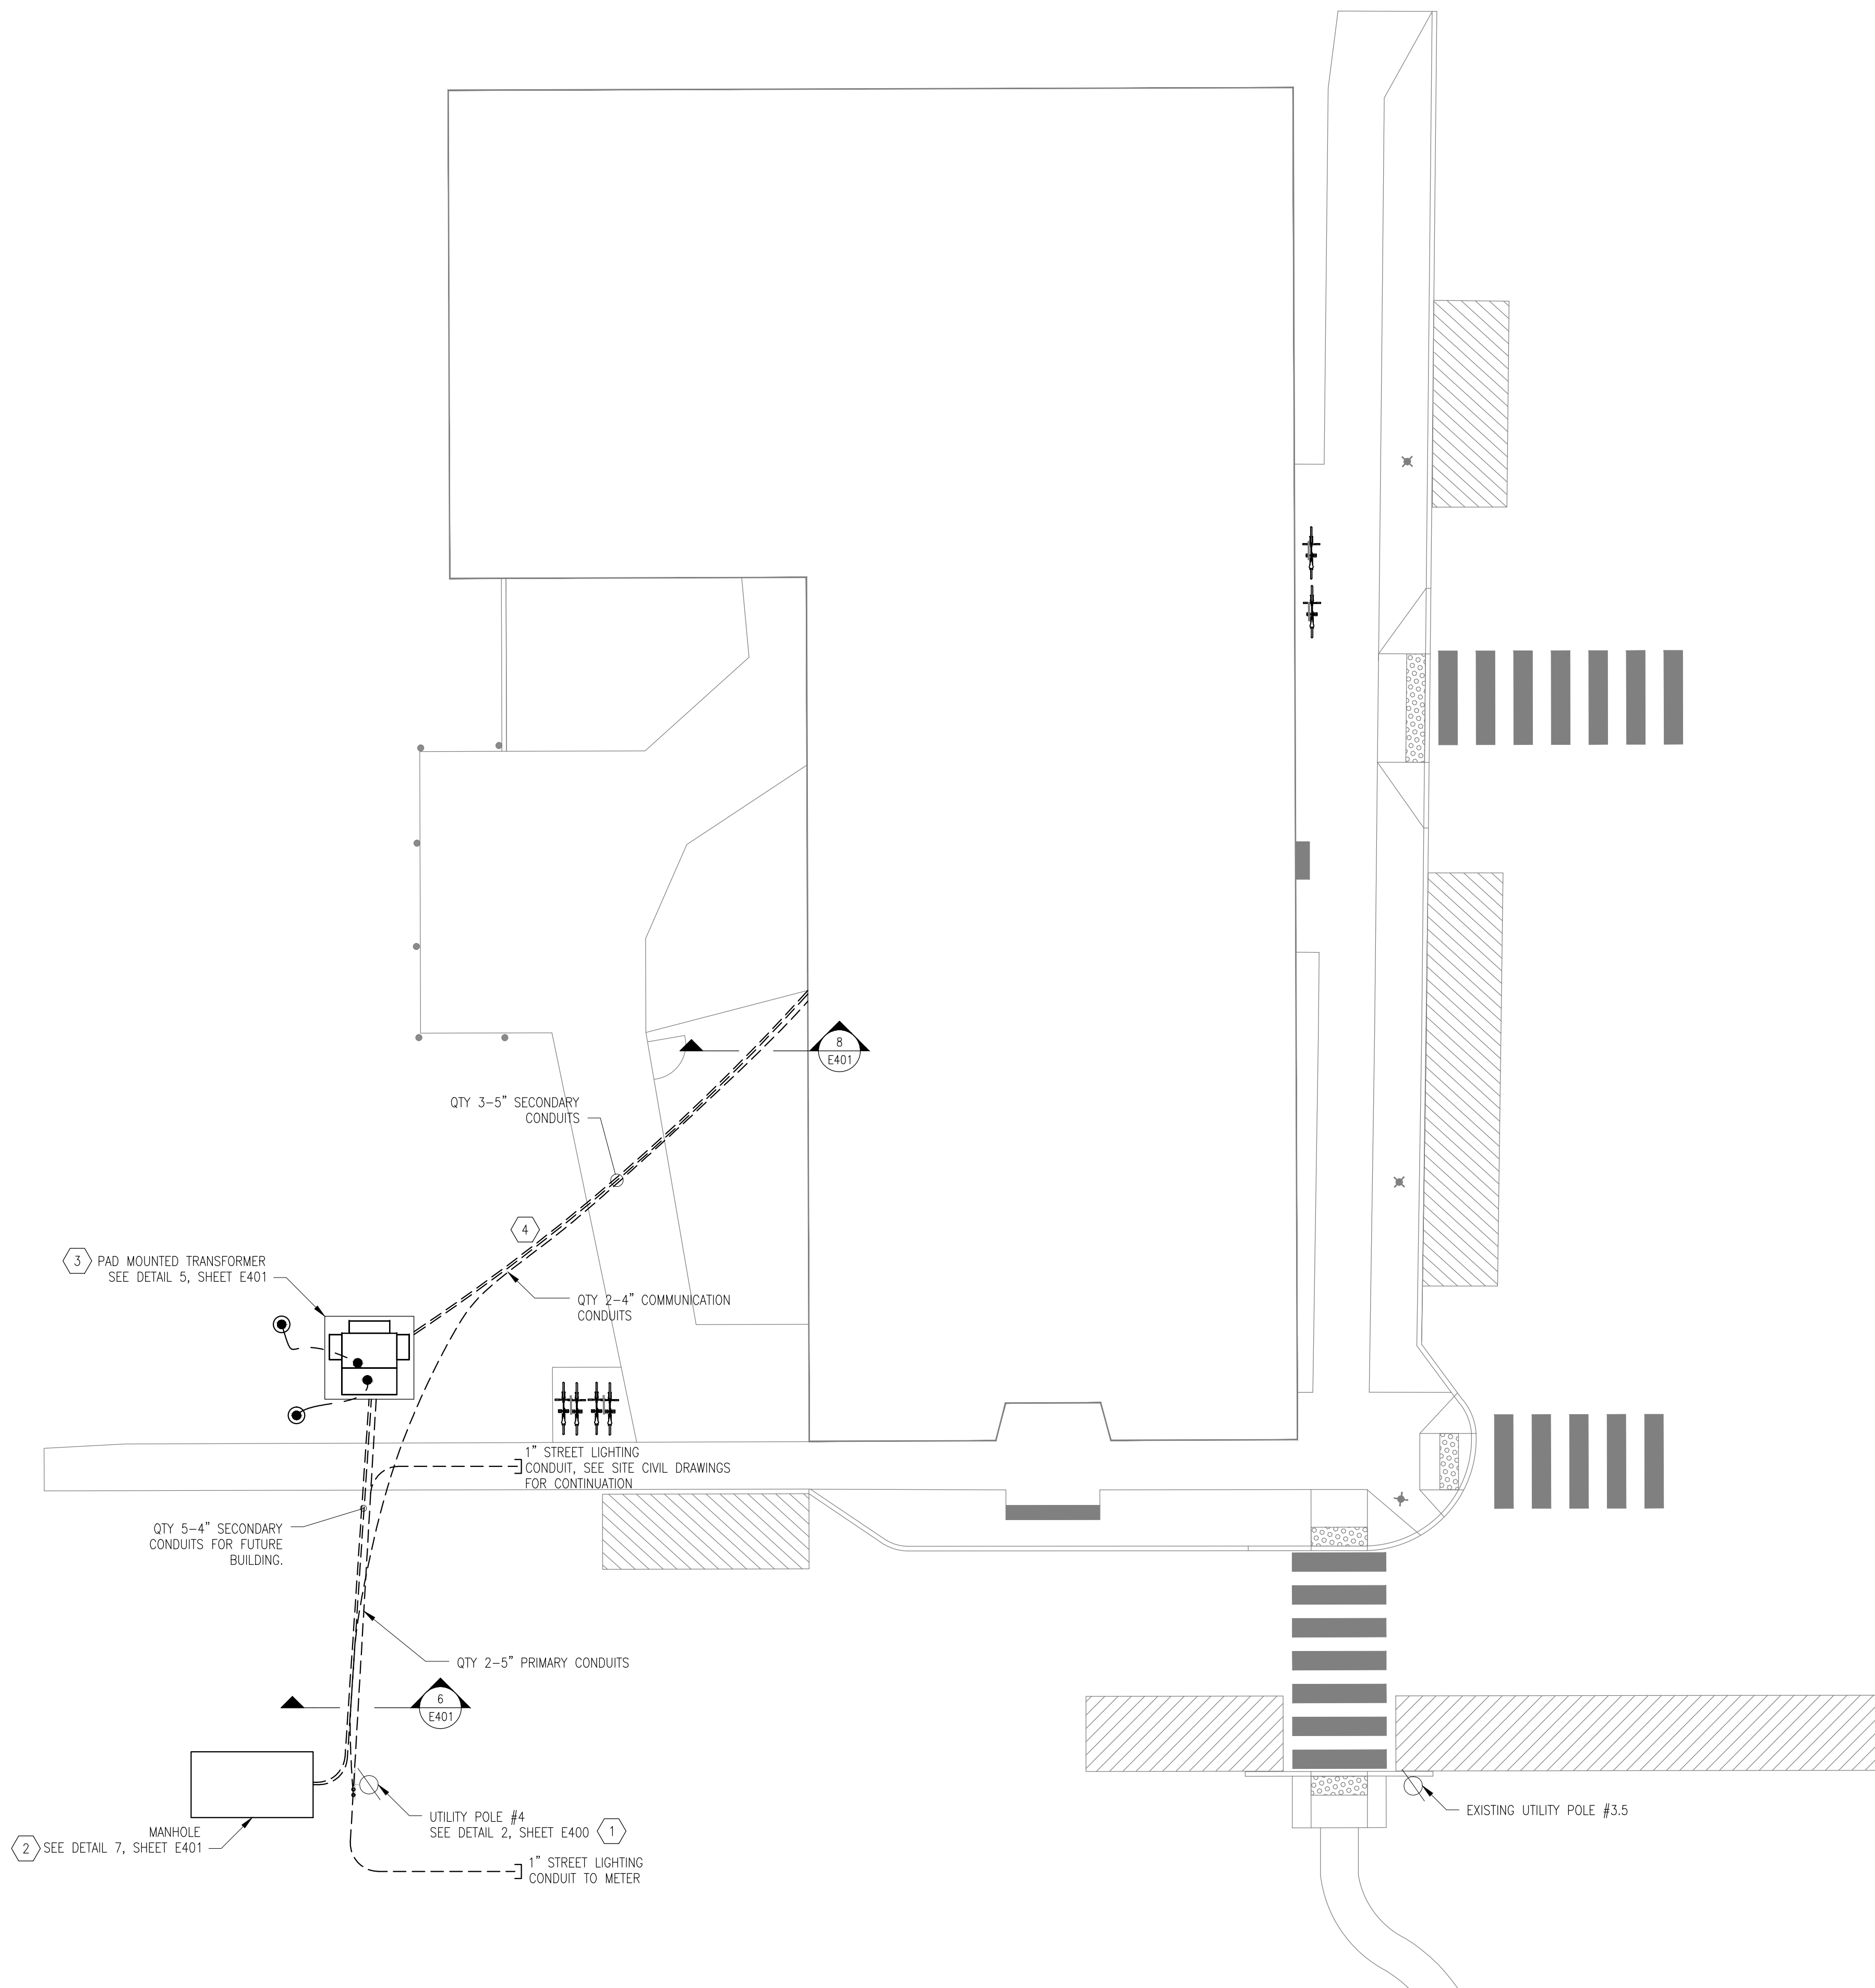 8
E401
QTY 3-5" SECONDARY
CONDUITS
4
3
PAD MOUNTED TRANSFORMER
SEE DETAIL 5, SHEET E401
QTY 2-4" COMMUNICATION
CONDUITS
1" STREET LIGHTING
CONDUIT, SEE SITE CIVIL DRAWINGS
FOR CONTINUATION
QTY 5-4" SECONDARY
CONDUITS FOR FUTURE
BUILDING.
QTY 2-5" PRIMARY CONDUITS
6
E401
UTILITY POLE #4
SEE DETAIL 2, SHEET E400
1
EXISTING UTILITY POLE #3.5
MANHOLE
2
SEE DETAIL 7, SHEET E401
1" STREET LIGHTING
CONDUIT TO METER